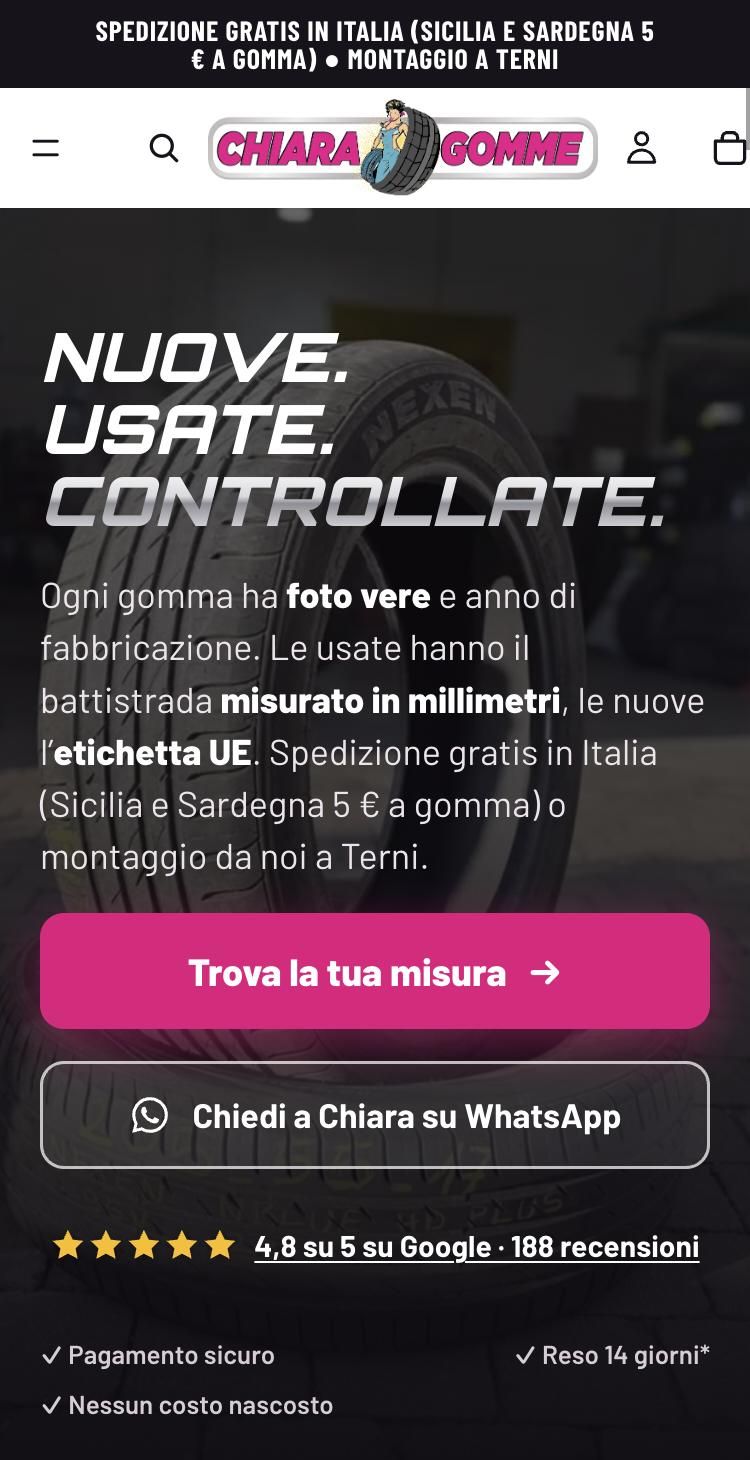 SPEDIZIONE GRATIS IN ITALIA (SICILIA E SARDEGNA 5
€ A GOMMA) ● MONTAGGIO A TERNI
CHIARA GOMME
NUOVE.
USATE.
CONTROLLATE.
NEXEN
Ogni gomma ha foto vere e anno di
fabbricazione. Le usate hanno il
battistrada misurato in millimetri, le nuove
l'etichetta UE. Spedizione gratis in Italia
(Sicilia e Sardegna 5 € a gomma) o
montaggio da noi a Terni.
Trova la tua misura →
Chiedi a Chiara su WhatsApp
★★★★★ 4,8 su 5 su Google · 188 recensioni
✓ Pagamento sicuro ✓ Reso 14 giorni*
✓ Nessun costo nascosto